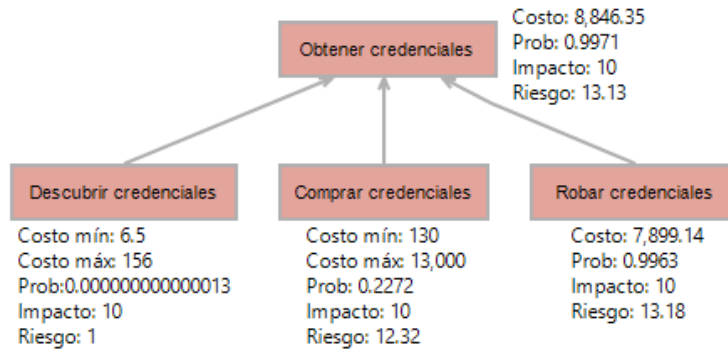 Obtener credenciales
Costo: 8,846.35
Prob: 0.9971
Impacto: 10
Riesgo: 13.13
Descubrir credenciales
Costo mín: 6.5
Costo máx: 156
Prob:0.000000000000013
Impacto: 10
Riesgo: 1
Comprar credenciales
Costo mín: 130
Costo máx: 13,000
Prob: 0.2272
Impacto: 10
Riesgo: 12.32
Robar credenciales
Costo: 7,899.14
Prob: 0.9963
Impacto: 10
Riesgo: 13.18